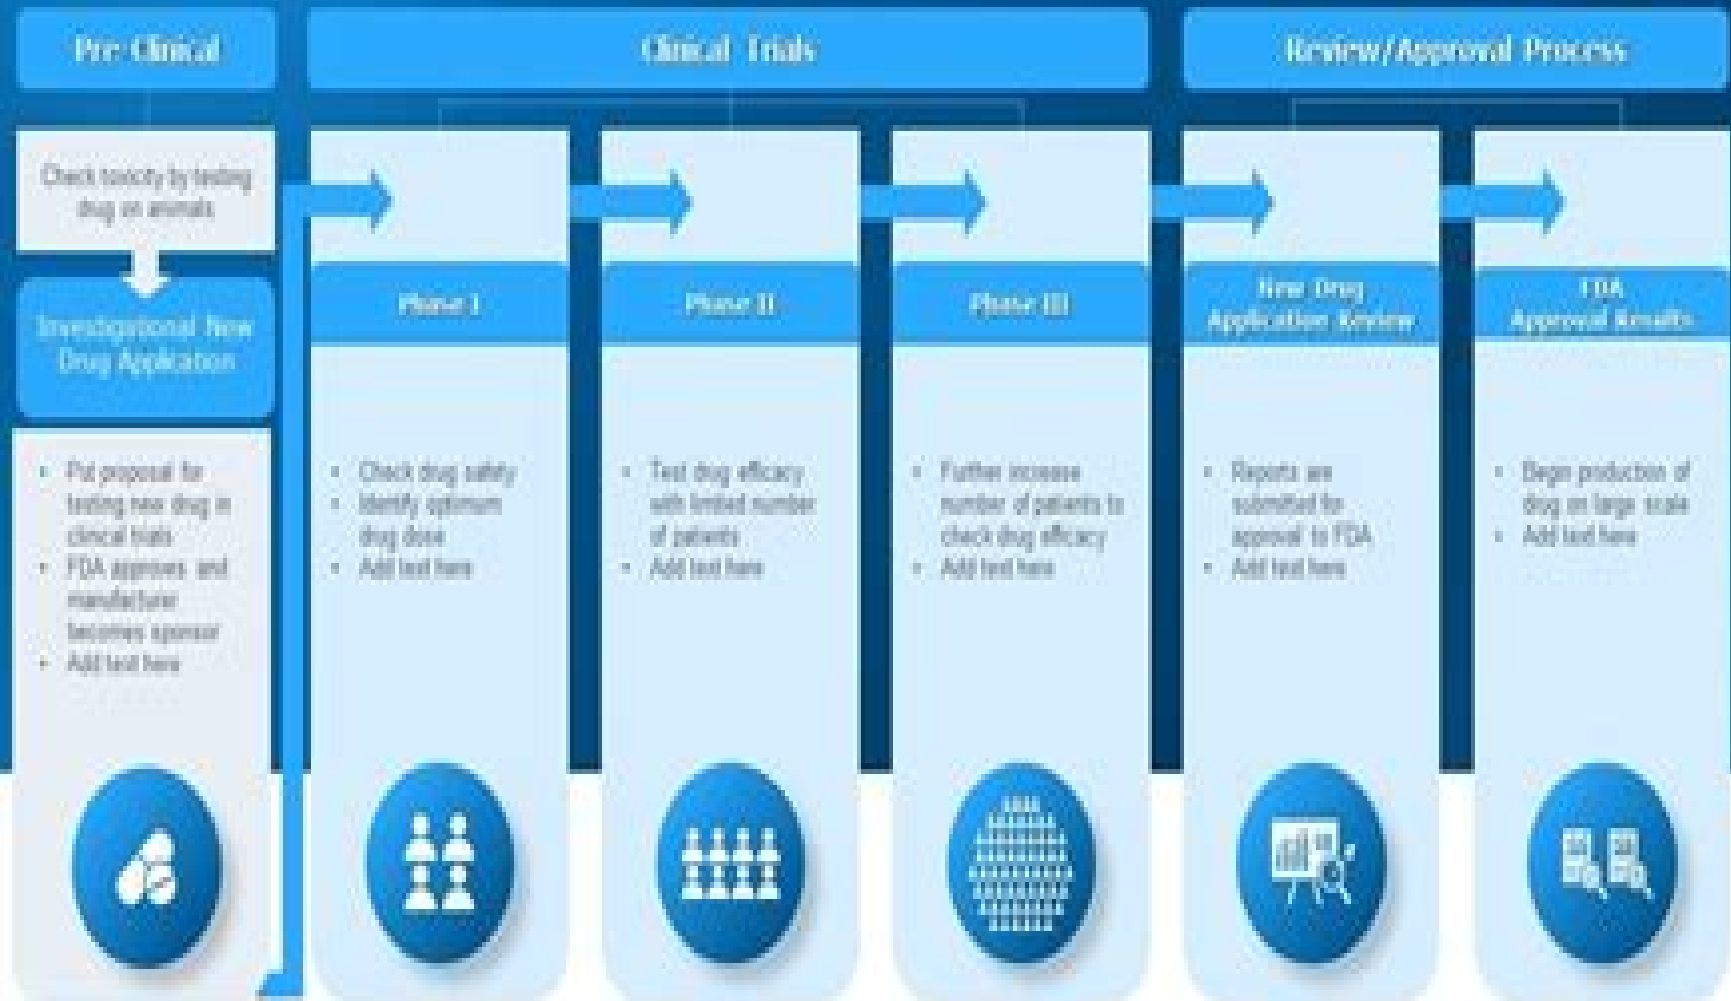 Pre Clinical
Clinical Trials
Review/Approval Process
Check toxicity by testing
drug on animals
Investigational New
Drug Application
• Put proposal for
testing new drug in
clinical trials
• FDA approves and
manufacturer
becomes sponsor
• Add text here
Phase I
• Check drug safety
• Identify optimum
drug dose
• Add text here
Phase II
• Test drug efficacy
with limited number
of patients
• Add text here
Phase III
• Further increase
number of patients to
check drug efficacy
• Add text here
New Drug
Application Review
• Reports are
submitted for
approval to FDA
• Add text here
FDA
Approval Results
• Begin production of
drug on large scale
• Add text here